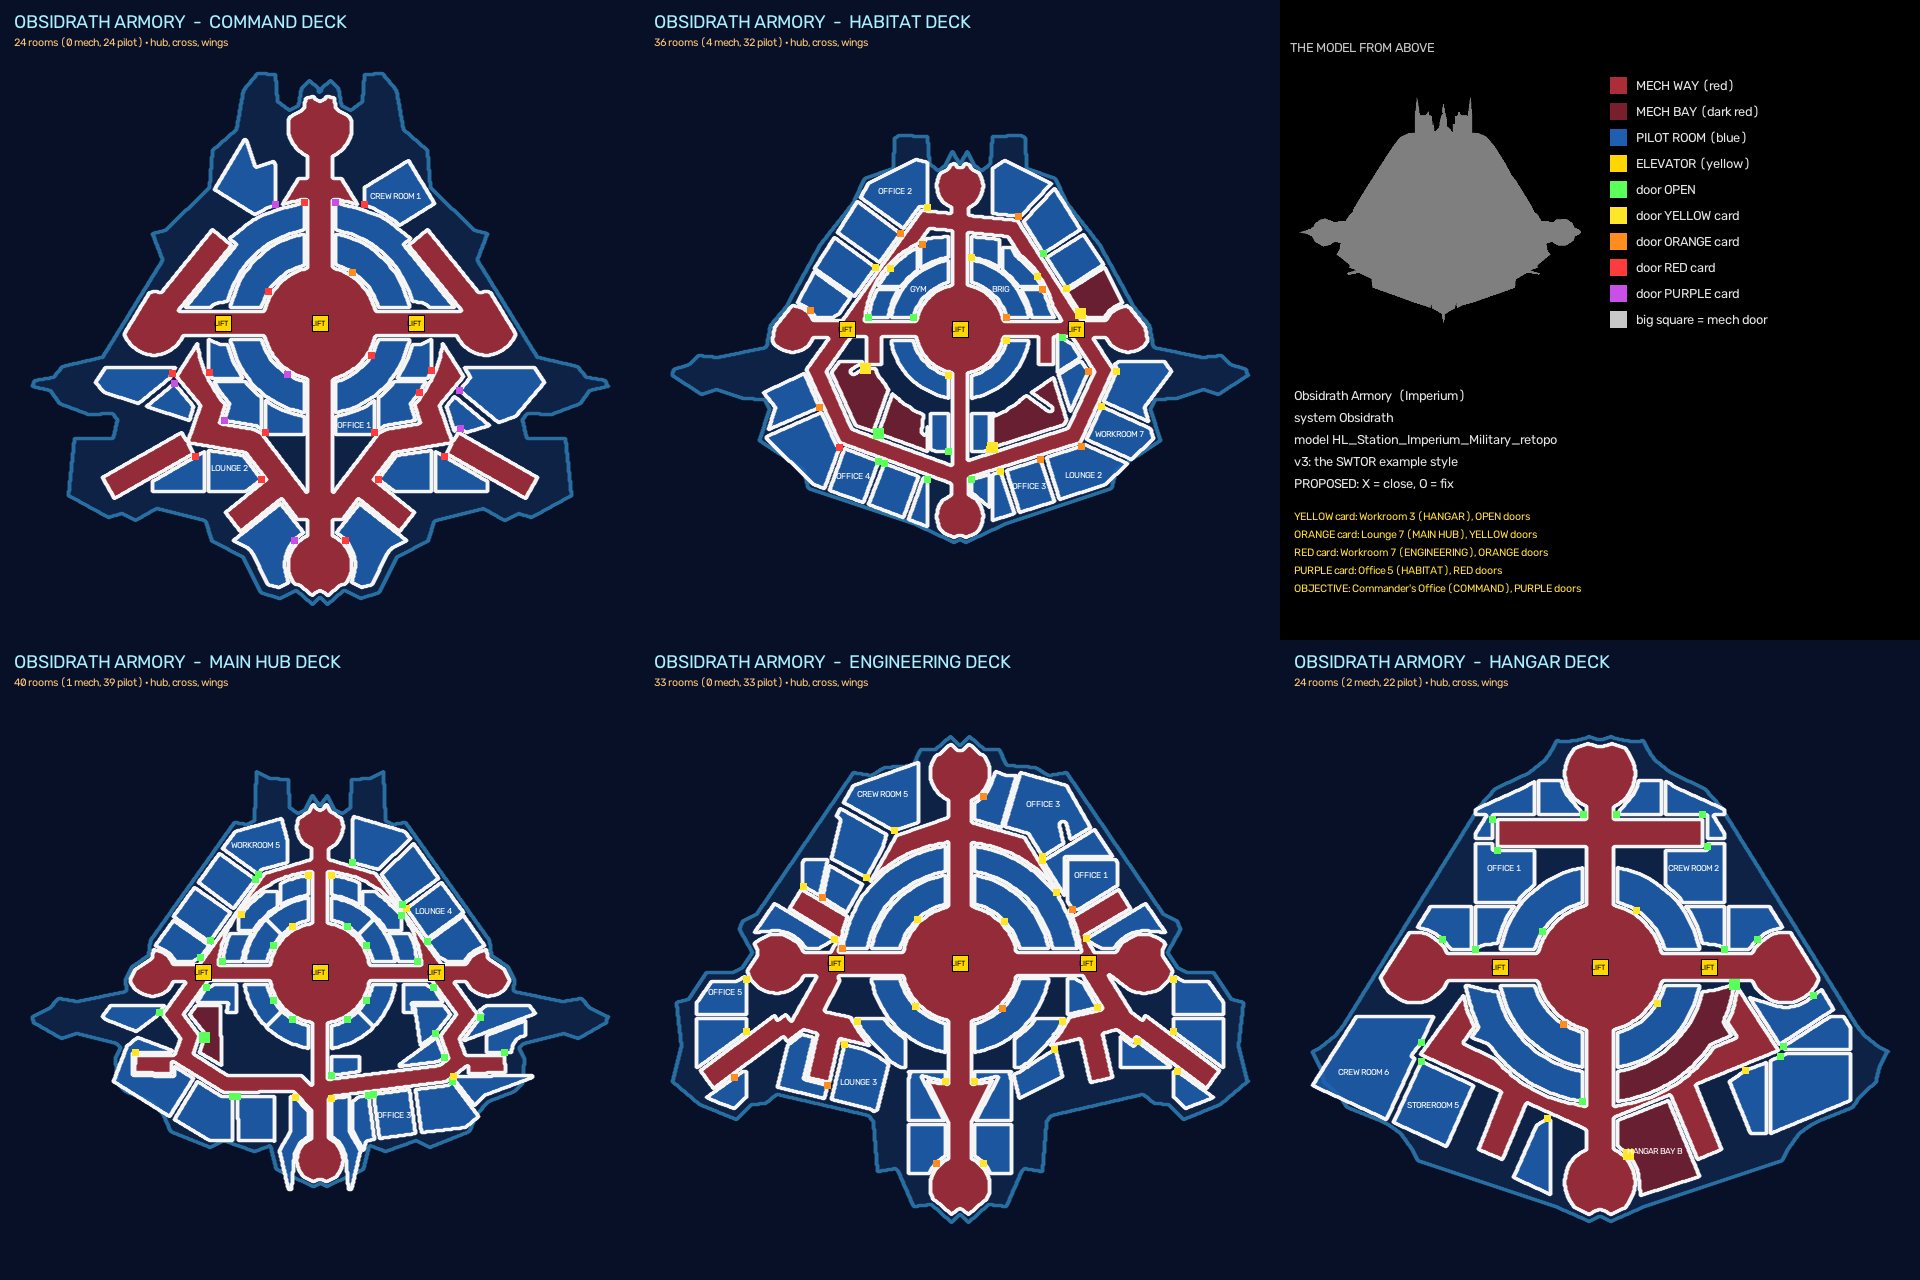 OBSIDRATH ARMORY - COMMAND DECK
24 rooms (0 mech, 24 pilot) • hub, cross, wings
CREW ROOM 1
LIFT
LIFT
LIFT
OFFICE 1
LOUNGE 2
OBSIDRATH ARMORY - HABITAT DECK
36 rooms (4 mech, 32 pilot) • hub, cross, wings
OFFICE 2
GYM
BRIG
LIFT
LIFT
LIFT
WORKROOM 7
OFFICE 4
LOUNGE 2
OFFICE 3
THE MODEL FROM ABOVE
MECH WAY (red)
MECH BAY (dark red)
PILOT ROOM (blue)
ELEVATOR (yellow)
door OPEN
door YELLOW card
door ORANGE card
door RED card
door PURPLE card
big square = mech door
Obsidrath Armory (Imperium)
system Obsidrath
model HL_Station_Imperium_Military_retopo
v3: the SWTOR example style
PROPOSED: X = close, O = fix
YELLOW card: Workroom 3 (HANGAR), OPEN doors
ORANGE card: Lounge 7 (MAIN HUB), YELLOW doors
RED card: Workroom 7 (ENGINEERING), ORANGE doors
PURPLE card: Office 5 (HABITAT), RED doors
OBJECTIVE: Commander's Office (COMMAND), PURPLE doors
OBSIDRATH ARMORY - MAIN HUB DECK
40 rooms (1 mech, 39 pilot) • hub, cross, wings
WORKROOM 5
LOUNGE 4
LIFT
LIFT
LIFT
OFFICE 3
OBSIDRATH ARMORY - ENGINEERING DECK
33 rooms (0 mech, 33 pilot) • hub, cross, wings
CREW ROOM 5
OFFICE 3
OFFICE 1
LIFT
LIFT
LIFT
OFFICE 5
LOUNGE 3
OBSIDRATH ARMORY - HANGAR DECK
24 rooms (2 mech, 22 pilot) • hub, cross, wings
OFFICE 1
CREW ROOM 2
LIFT
LIFT
LIFT
CREW ROOM 6
STOREROOM 5
HANGAR BAY B